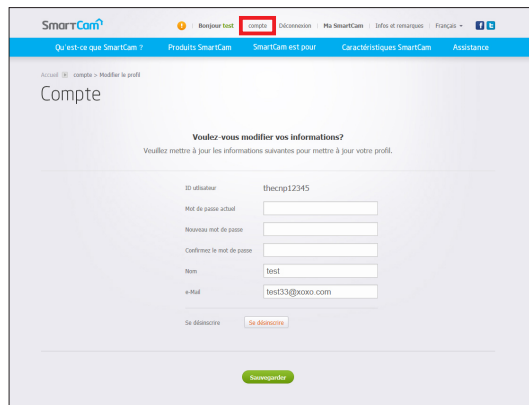 SmartCam
Bonjour test compte Déconnexion Ma SmartCam Infos et remarques Français
Qu'est-ce que SmartCam ? Produits SmartCam SmartCam est pour Caractéristiques SmartCam Assistance
Accueil compte > Modifier le profil
Compte
Voulez-vous modifier vos informations?
Veuillez mettre à jour les informations suivantes pour mettre à jour votre profil.
ID utlisateur thecnp12345
Mot de passe actuel
Nouveau mot de passe
Confirmez le mot de passe
Nom test
e-Mail test33@xoxo.com
Se désinscrire Se désinscrire
Sauvegarder